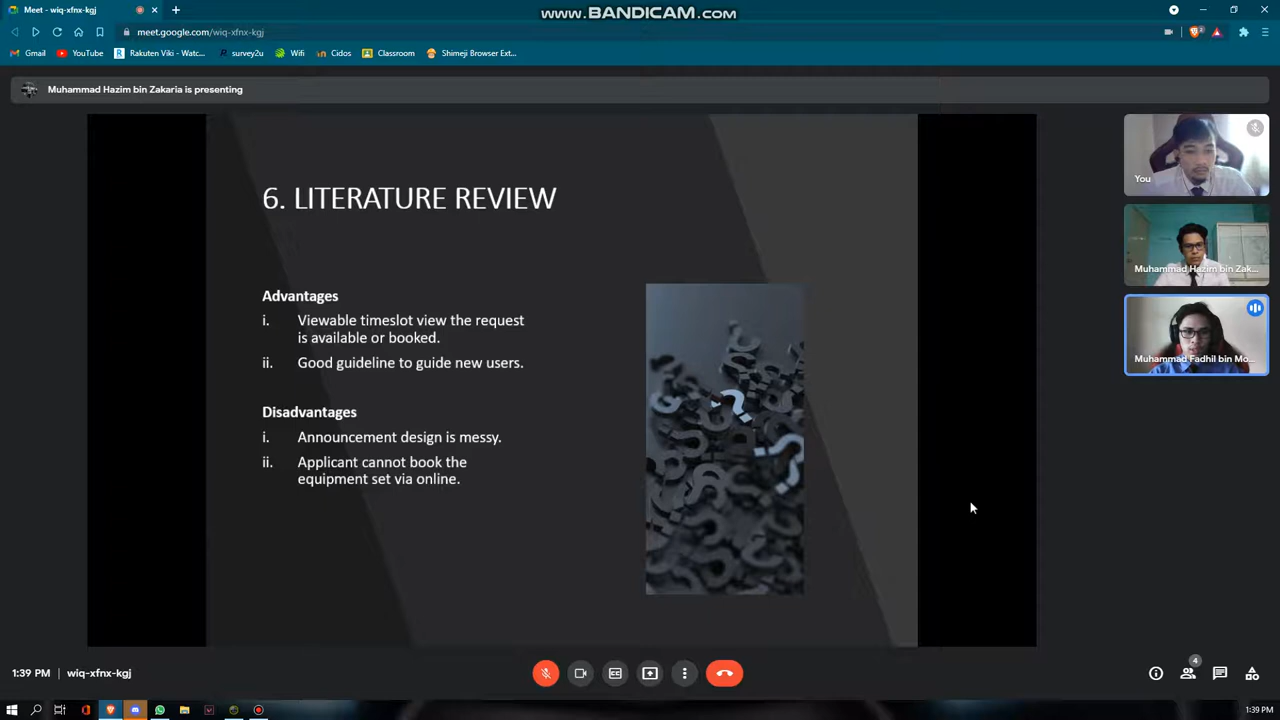 www.BANDICAM.com
Meet - wiq-xfnx-kgj
meet.google.com/wiq-xfnx-kgj
Gmail YouTube Rakuten Viki - Watc... survey2u Wifi Cidos Classroom Shimeji Browser Ext...
Muhammad Hazim bin Zakaria is presenting
You
Muhammad Hazim bin Zak...
Muhammad Fadhil bin Mo...
6. LITERATURE REVIEW
Advantages
i. Viewable timeslot view the request
is available or booked.
ii. Good guideline to guide new users.
Disadvantages
i. Announcement design is messy.
ii. Applicant cannot book the
equipment set via online.
1:39 PM | wiq-xfnx-kgj
4
1:39 PM